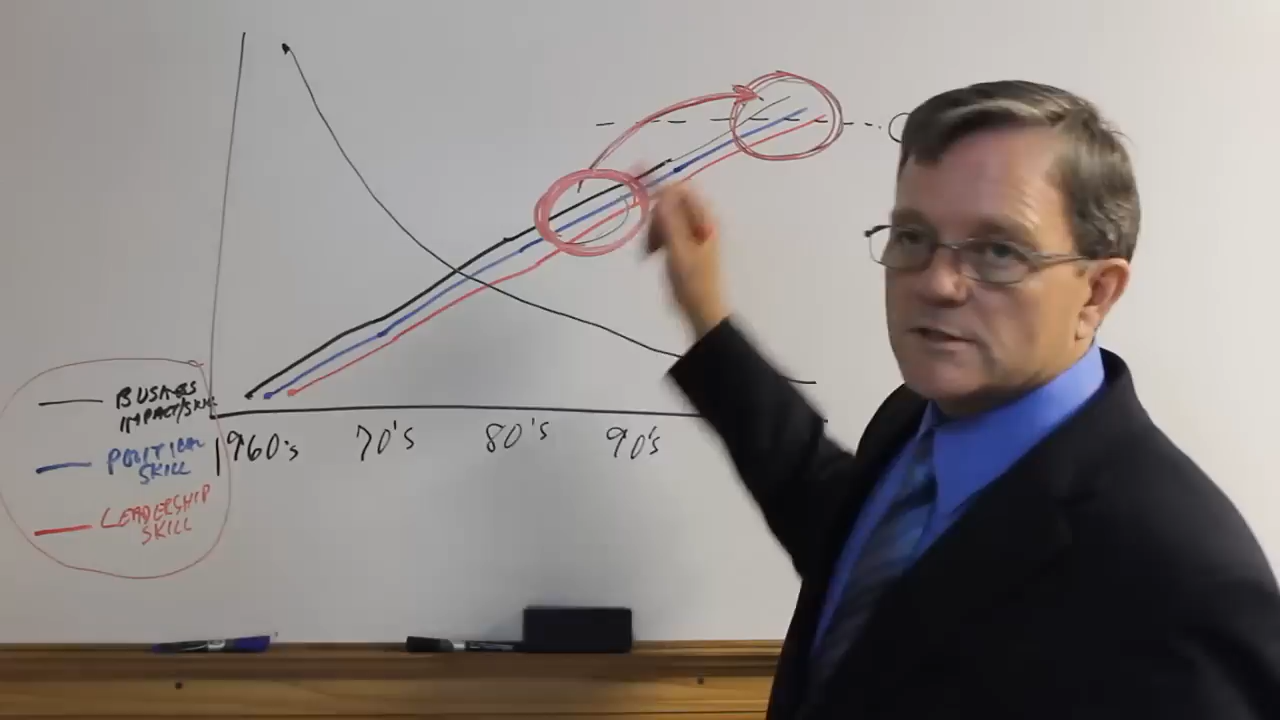 BUSINESS
IMPACT/SKILL
POLITICAL
SKILL
LEADERSHIP
SKILL
1960's 70's 80's 90's